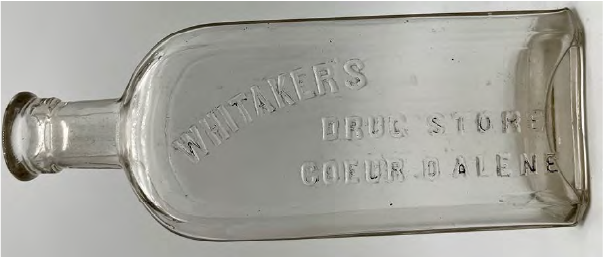 WHITAKERS
DRUG STORE
COEUR D ALENE